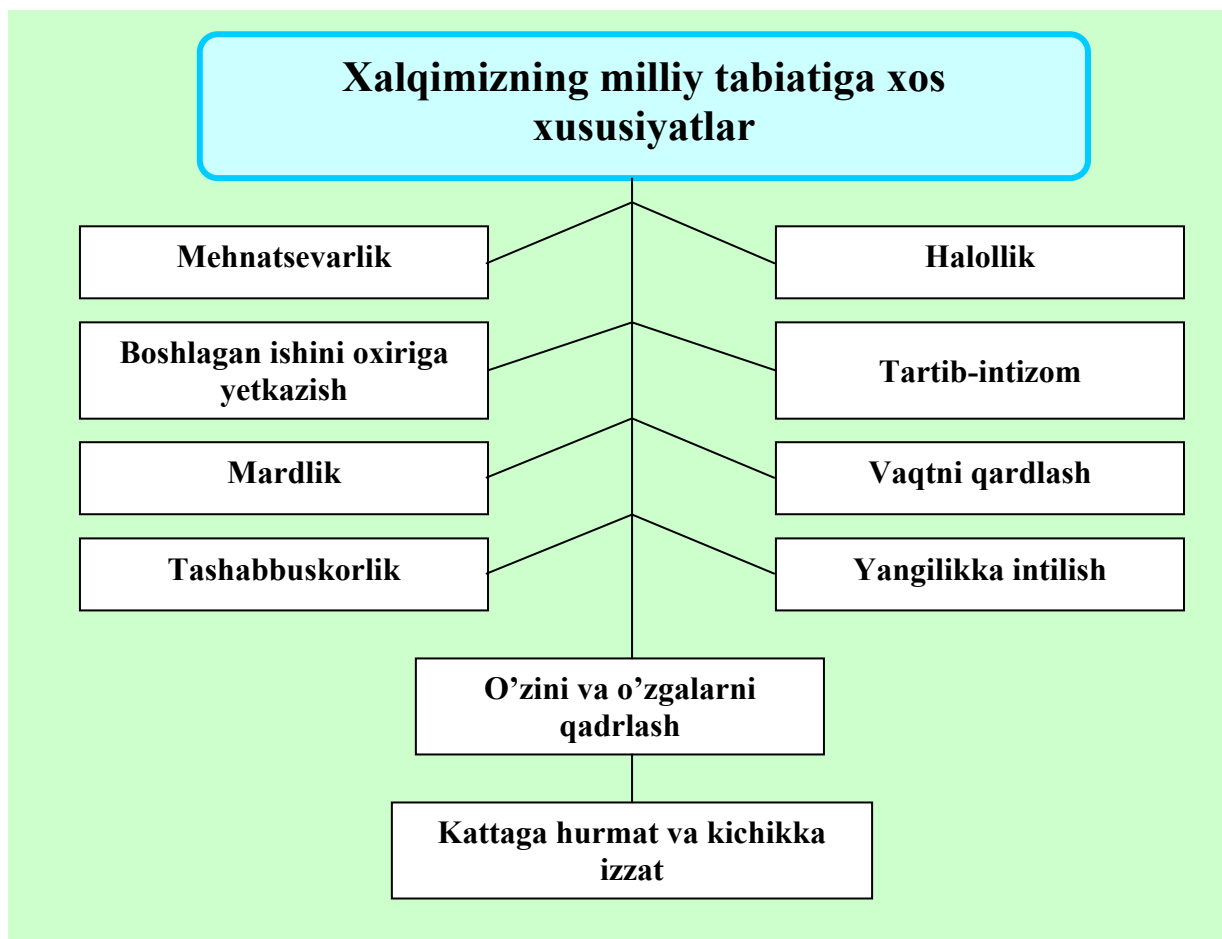 Xalqimizning milliy tabiatiga xos
xususiyatlar
Mehnatsevarlik
Halollik
Boshlagan ishini oxiriga
yetkazish
Tartib-intizom
Mardlik
Vaqtni qardlash
Tashabbuskorlik
Yangilikka intilish
O’zini va o’zgalarni
qadrlash
Kattaga hurmat va kichikka
izzat